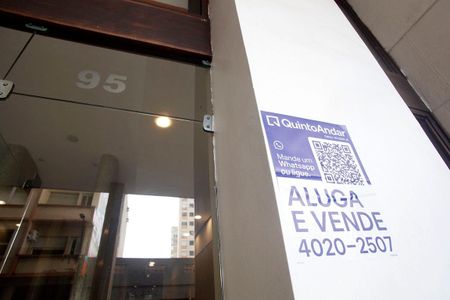 95
QuintoAndar
Mande um
Whatsapp
ou ligue.
ALUGA
E VENDE
4020-2507